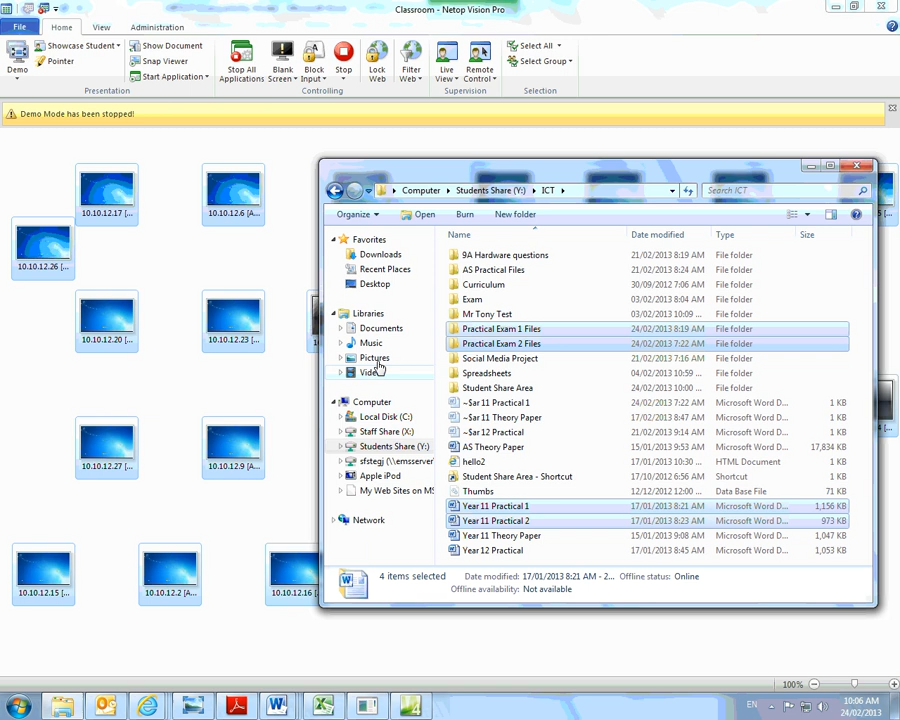 Classroom - Netop Vision Pro
File Home View Administration
Demo
Showcase Student
Pointer
Show Document
Snap Viewer
Start Application
Stop All Applications
Blank Screen
Block Input
Stop
Lock Web
Filter Web
Live View
Remote Control
Select All
Select Group
Presentation Controlling Supervision Selection
Demo Mode has been stopped!
10.10.12.17 [...
10.10.12.6 [A...
10.10.12.26 [...
10.10.12.20 [...
10.10.12.23 [...
10.10.12.27 [...
10.10.12.9 [A...
10.10.12.15 [...
10.10.12.2 [A...
10.10.12.16 [...
Computer Students Share (Y:) ICT
Search ICT
Organize Open Burn New folder
Favorites
Downloads
Recent Places
Desktop
Libraries
Documents
Music
Pictures
Computer
Local Disk (C:)
Staff Share (X:)
Students Share (Y:)
sfstegj (\\emsserver
Apple iPod
My Web Sites on MS
Network
Name Date modified Type Size
9A Hardware questions 21/02/2013 8:19 AM File folder
AS Practical Files 21/02/2013 8:24 AM File folder
Curriculum 30/09/2012 7:06 AM File folder
Exam 03/02/2013 8:04 AM File folder
Mr Tony Test 03/02/2013 10:09 ... File folder
Practical Exam 1 Files 24/02/2013 8:19 AM File folder
Practical Exam 2 Files 24/02/2013 7:22 AM File folder
Social Media Project 21/02/2013 7:16 AM File folder
Spreadsheets 04/02/2013 10:59 ... File folder
Student Share Area 24/02/2013 10:00 ... File folder
~$ar 11 Practical 1 24/02/2013 7:22 AM Microsoft Word D... 1 KB
~$ar 11 Theory Paper 17/02/2013 8:47 AM Microsoft Word D... 1 KB
~$ar 12 Practical 21/02/2013 9:40 AM Microsoft Word D... 1 KB
AS Theory Paper 15/01/2013 9:53 AM Microsoft Word D... 17,834 KB
hello2 17/01/2013 10:30 ... HTML Document 1 KB
Student Share Area - Shortcut 17/10/2012 6:56 AM Shortcut 2 KB
Thumbs 12/12/2012 12:00 ... Data Base File 71 KB
Year 11 Practical 1 17/01/2013 8:21 AM Microsoft Word D... 1,156 KB
Year 11 Practical 2 17/01/2013 8:23 AM Microsoft Word D... 973 KB
Year 11 Theory Paper 15/01/2013 9:08 AM Microsoft Word D... 1,047 KB
Year 12 Practical 17/01/2013 8:45 AM Microsoft Word D... 1,053 KB
4 items selected Date modified: 17/01/2013 8:21 AM - 2... Offline status: Online
Offline availability: Not available
100%
EN
10:06 AM
24/02/2013